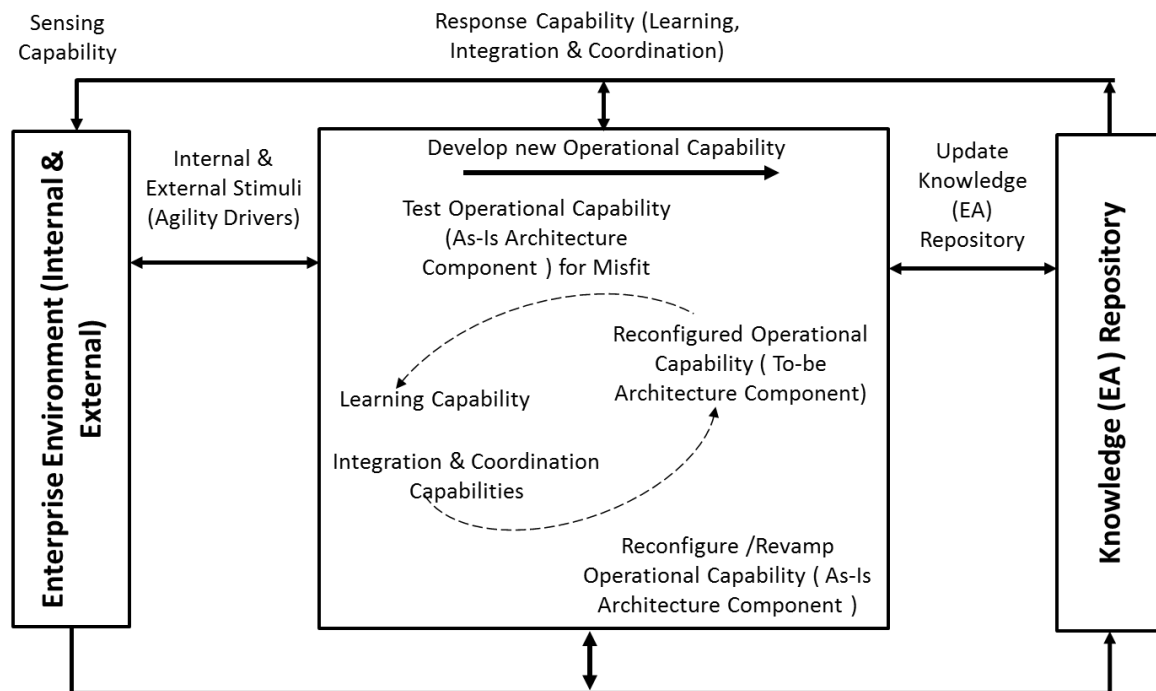 Sensing
Capability
Response Capability (Learning,
Integration & Coordination)
Enterprise Environment (Internal &
External)
Internal &
External Stimuli
(Agility Drivers)
Develop new Operational Capability
Test Operational Capability
(As-Is Architecture
Component ) for Misfit
Reconfigured Operational
Capability ( To-be
Architecture Component)
Learning Capability
Integration & Coordination
Capabilities
Reconfigure /Revamp
Operational Capability ( As-Is
Architecture Component )
Update
Knowledge
(EA)
Repository
Knowledge (EA ) Repository